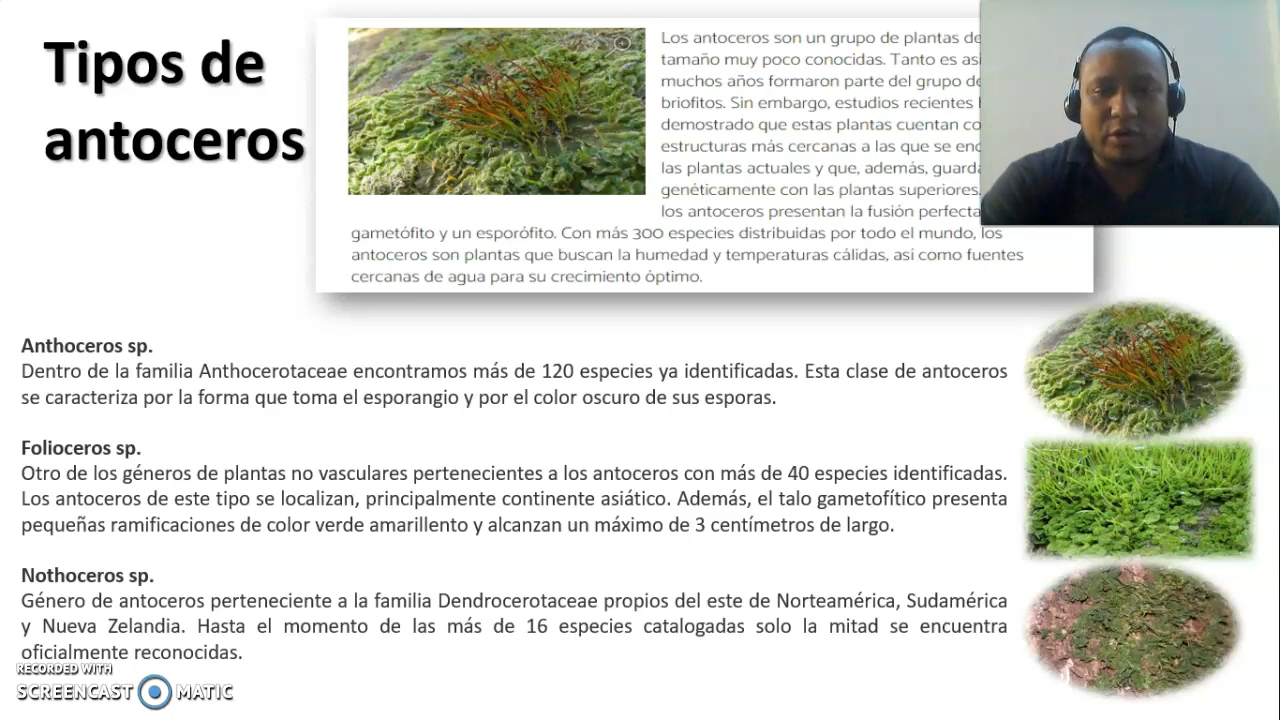 Tipos de
antoceros
Los antoceros son un grupo de plantas de
tamaño muy poco conocidas. Tanto es así
muchos años formaron parte del grupo de
briofitos. Sin embargo, estudios recientes
demostrado que estas plantas cuentan
estructuras más cercanas a las que se
las plantas actuales y que, además,
genéticamente con las plantas superiores.
los antoceros presentan la fusión perfecta
gametófito y un esporófito. Con más 300 especies distribuidas por todo el mundo, los
antoceros son plantas que buscan la humedad y temperaturas cálidas, así como fuentes
cercanas de agua para su crecimiento óptimo.
Anthoceros sp.
Dentro de la familia Anthocerotaceae encontramos más de 120 especies ya identificadas. Esta clase de antoceros
se caracteriza por la forma que toma el esporangio y por el color oscuro de sus esporas.
Folioceros sp.
Otro de los géneros de plantas no vasculares pertenecientes a los antoceros con más de 40 especies identificadas.
Los antoceros de este tipo se localizan, principalmente continente asiático. Además, el talo gametofítico presenta
pequeñas ramificaciones de color verde amarillento y alcanzan un máximo de 3 centímetros de largo.
Nothoceros sp.
Género de antoceros perteneciente a la familia Dendrocerotaceae propios del este de Norteamérica, Sudamérica
y Nueva Zelandia. Hasta el momento de las más de 16 especies catalogadas solo la mitad se encuentra
oficialmente reconocidas.
RECORDED WITH
SCREENCAST MATIC